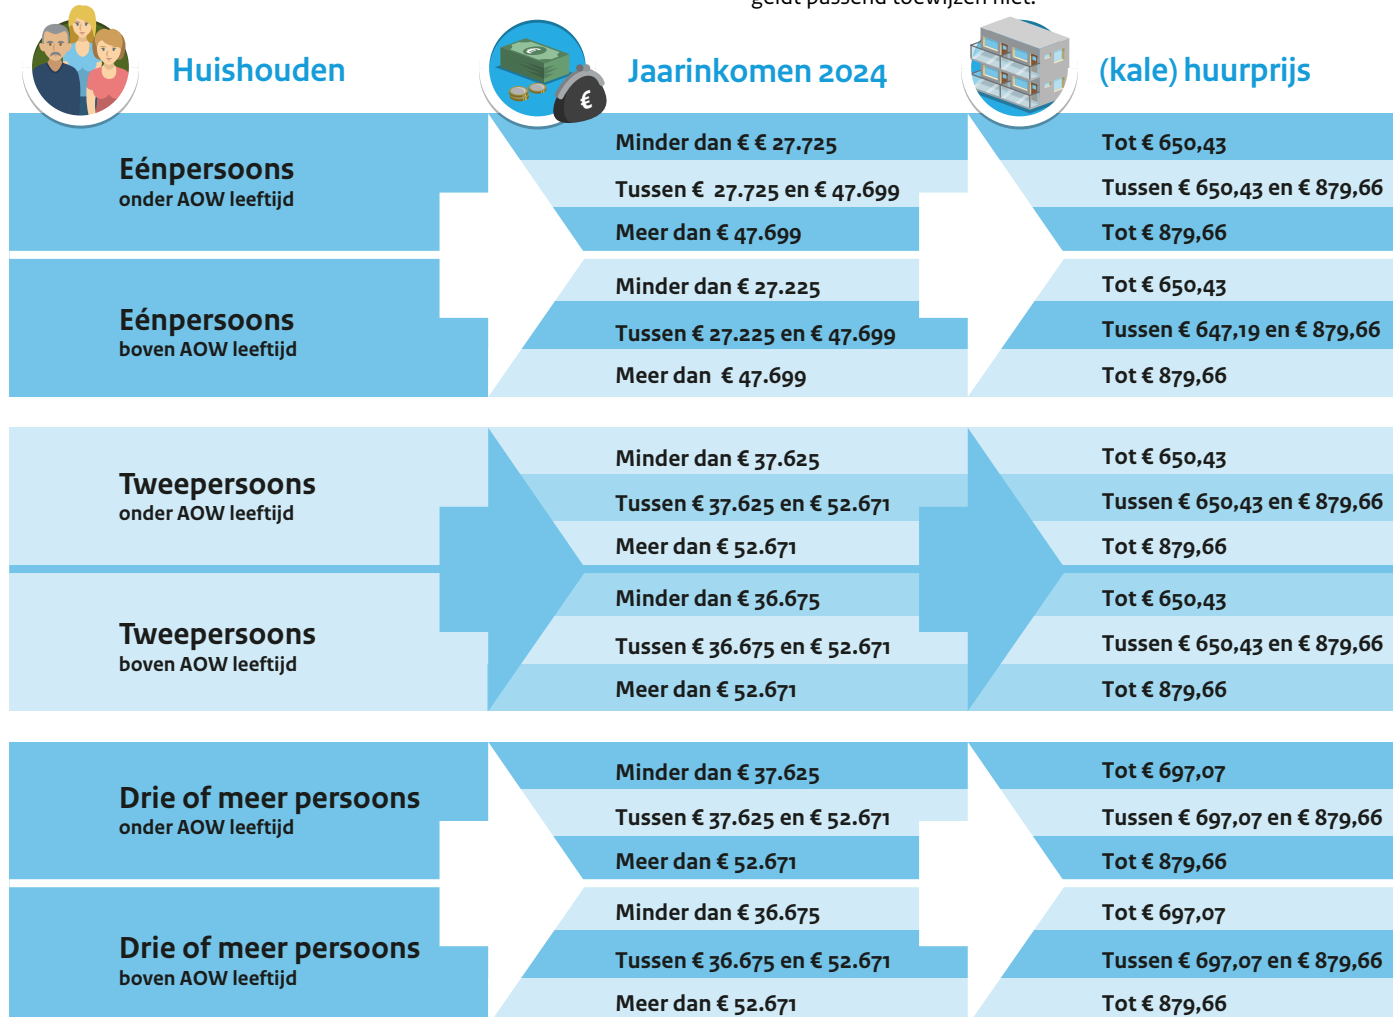 geldt passend toewijzen niet.
Huishouden
Jaarinkomen 2024
(kale) huurprijs
Eénpersoons
onder AOW leeftijd
Minder dan € € 27.725
Tot € 650,43
Tussen € 27.725 en € 47.699
Tussen € 650,43 en € 879,66
Meer dan € 47.699
Tot € 879,66
Eénpersoons
boven AOW leeftijd
Minder dan € 27.225
Tot € 650,43
Tussen € 27.225 en € 47.699
Tussen € 647,19 en € 879,66
Meer dan € 47.699
Tot € 879,66
Tweepersoons
onder AOW leeftijd
Minder dan € 37.625
Tot € 650,43
Tussen € 37.625 en € 52.671
Tussen € 650,43 en € 879,66
Meer dan € 52.671
Tot € 879,66
Tweepersoons
boven AOW leeftijd
Minder dan € 36.675
Tot € 650,43
Tussen € 36.675 en € 52.671
Tussen € 650,43 en € 879,66
Meer dan € 52.671
Tot € 879,66
Drie of meer persoons
onder AOW leeftijd
Minder dan € 37.625
Tot € 697,07
Tussen € 37.625 en € 52.671
Tussen € 697,07 en € 879,66
Meer dan € 52.671
Tot € 879,66
Drie of meer persoons
boven AOW leeftijd
Minder dan € 36.675
Tot € 697,07
Tussen € 36.675 en € 52.671
Tussen € 697,07 en € 879,66
Meer dan € 52.671
Tot € 879,66